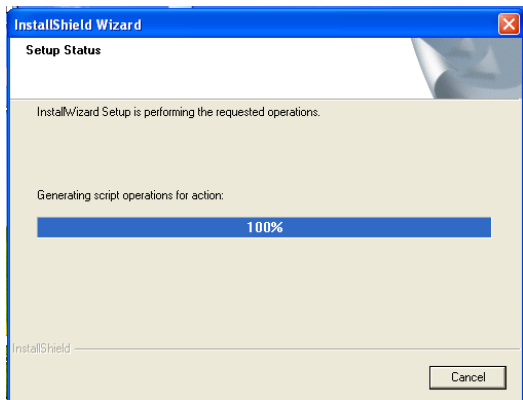 InstallShield Wizard
Setup Status
InstallWizard Setup is performing the requested operations.
Generating script operations for action:
100%
InstallShield
Cancel